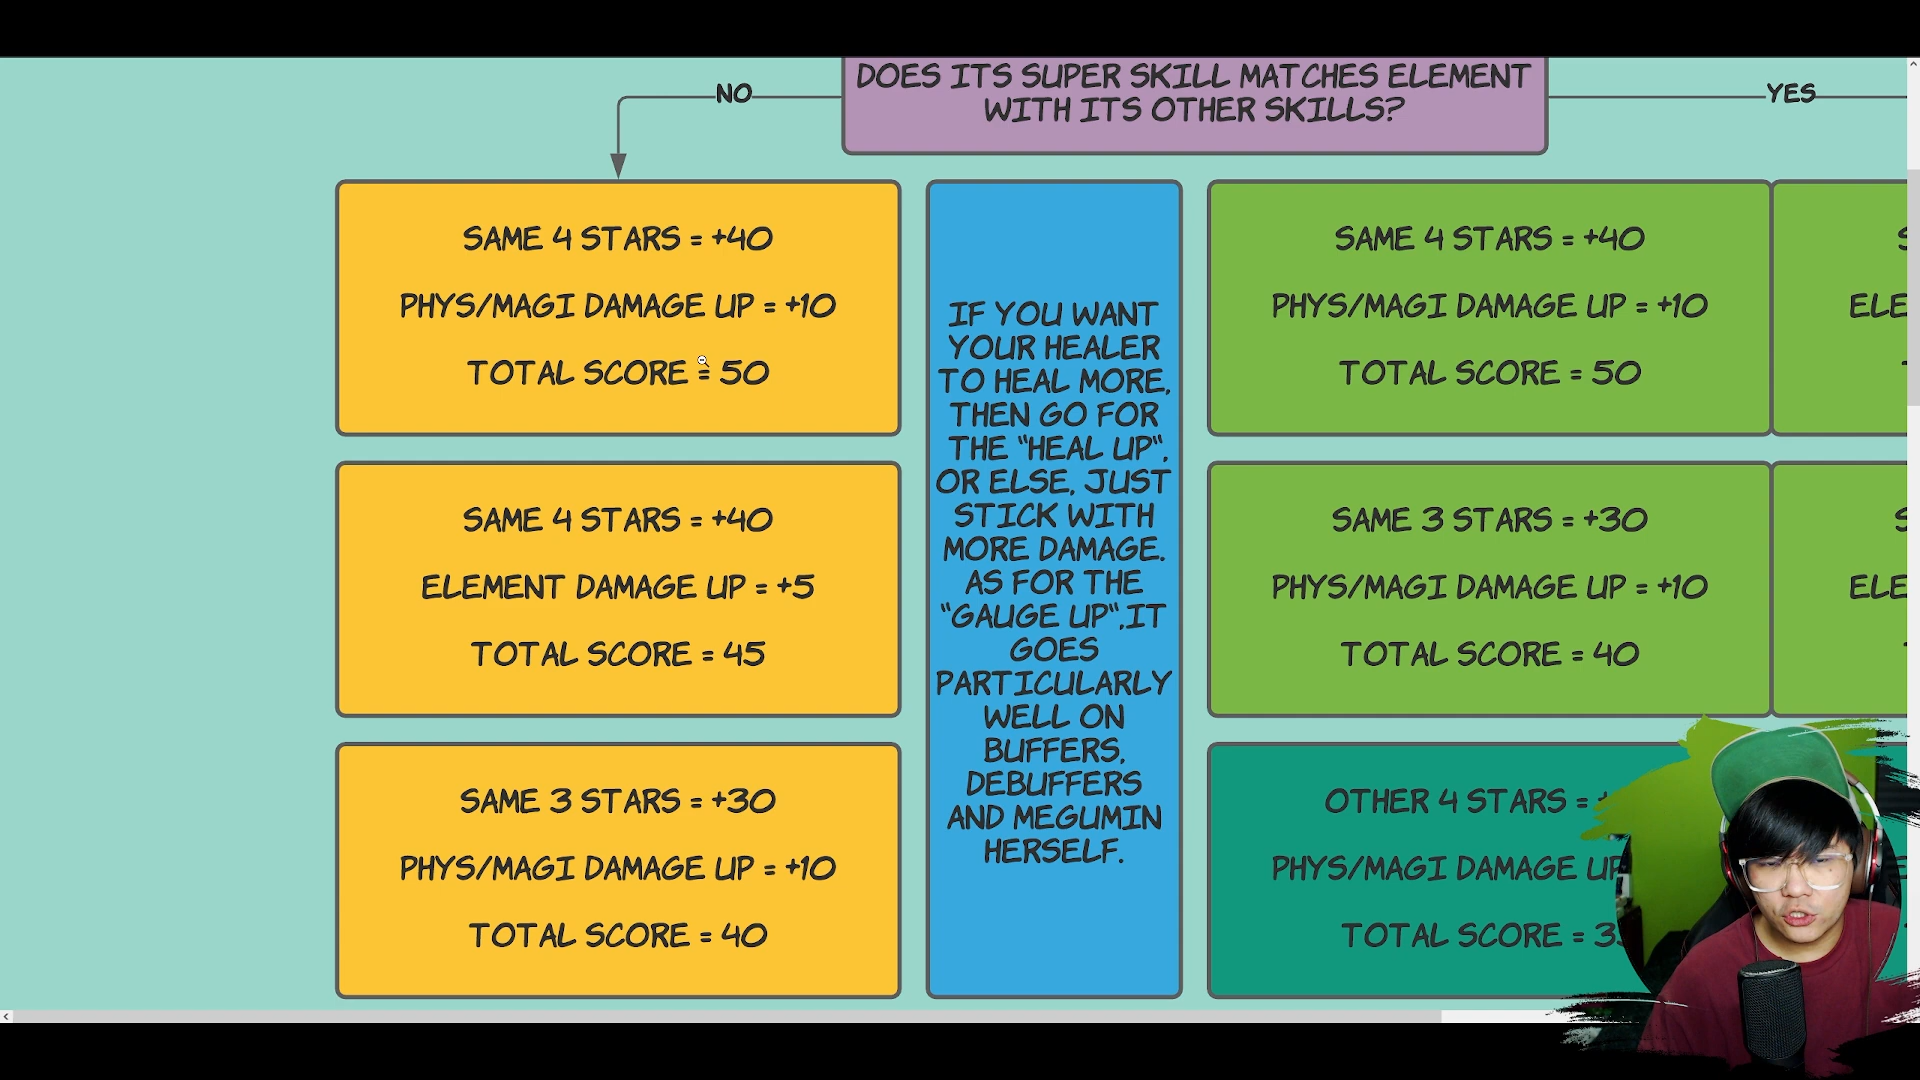 DOES ITS SUPER SKILL MATCHES ELEMENT
WITH ITS OTHER SKILLS?
NO
YES
SAME 4 STARS = +40
PHYS/MAGI DAMAGE UP = +10
TOTAL SCORE = 50
SAME 4 STARS = +40
ELEMENT DAMAGE UP = +5
TOTAL SCORE = 45
SAME 3 STARS = +30
PHYS/MAGI DAMAGE UP = +10
TOTAL SCORE = 40
IF YOU WANT
YOUR HEALER
TO HEAL MORE,
THEN GO FOR
THE "HEAL UP".
OR ELSE, JUST
STICK WITH
MORE DAMAGE.
AS FOR THE
"GAUGE UP",IT
GOES
PARTICULARLY
WELL ON
BUFFERS,
DEBUFFERS
AND MEGUMIN
HERSELF.
SAME 4 STARS = +40
PHYS/MAGI DAMAGE UP = +10
TOTAL SCORE = 50
SAME 3 STARS = +30
PHYS/MAGI DAMAGE UP = +10
TOTAL SCORE = 40
OTHER 4 STARS =
PHYS/MAGI DAMAGE UP
TOTAL SCORE =